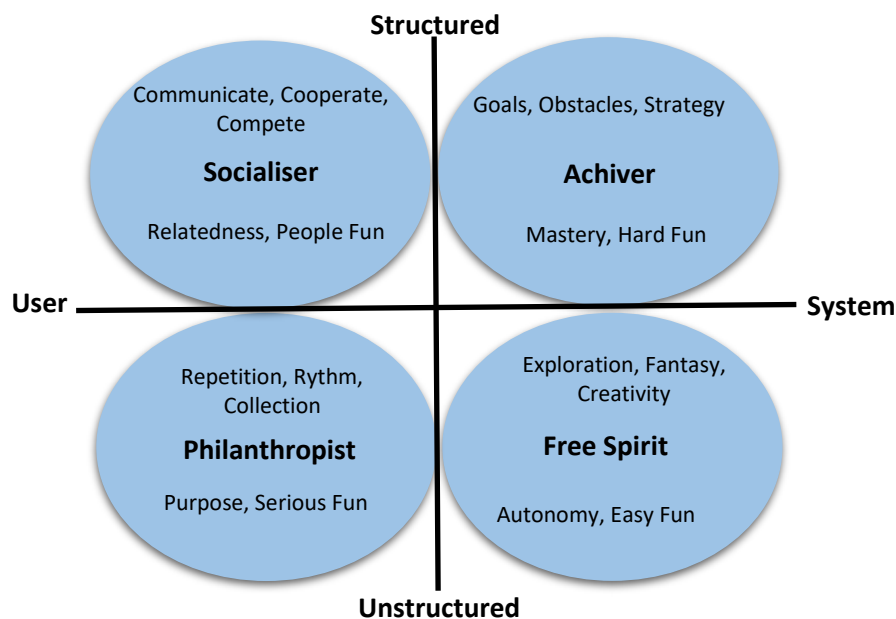 Structured
Communicate, Cooperate,
Compete
Socialiser
Relatedness, People Fun
Goals, Obstacles, Strategy
Achiver
Mastery, Hard Fun
User
System
Repetition, Rythm,
Collection
Philanthropist
Purpose, Serious Fun
Exploration, Fantasy,
Creativity
Free Spirit
Autonomy, Easy Fun
Unstructured